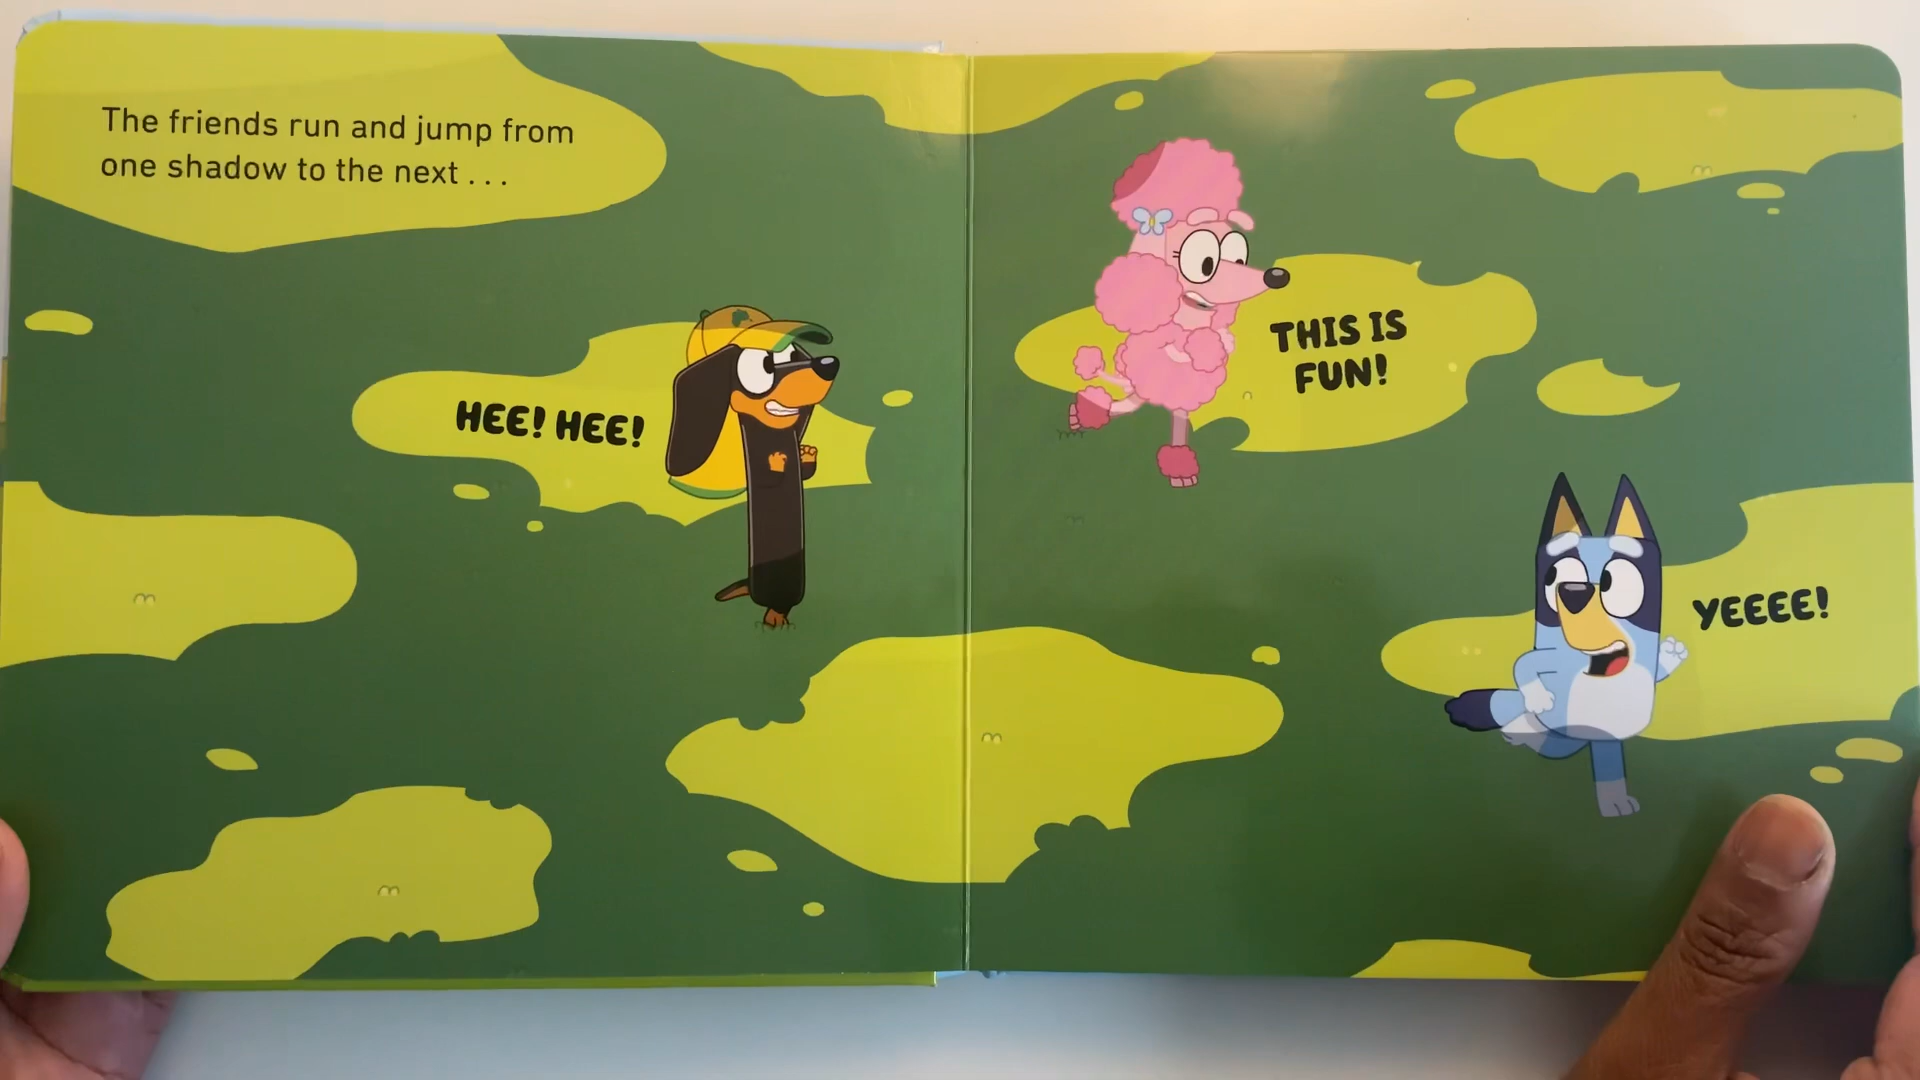 The friends run and jump from
one shadow to the next . . .
HEE! HEE!
THIS IS
FUN!
YEEEE!